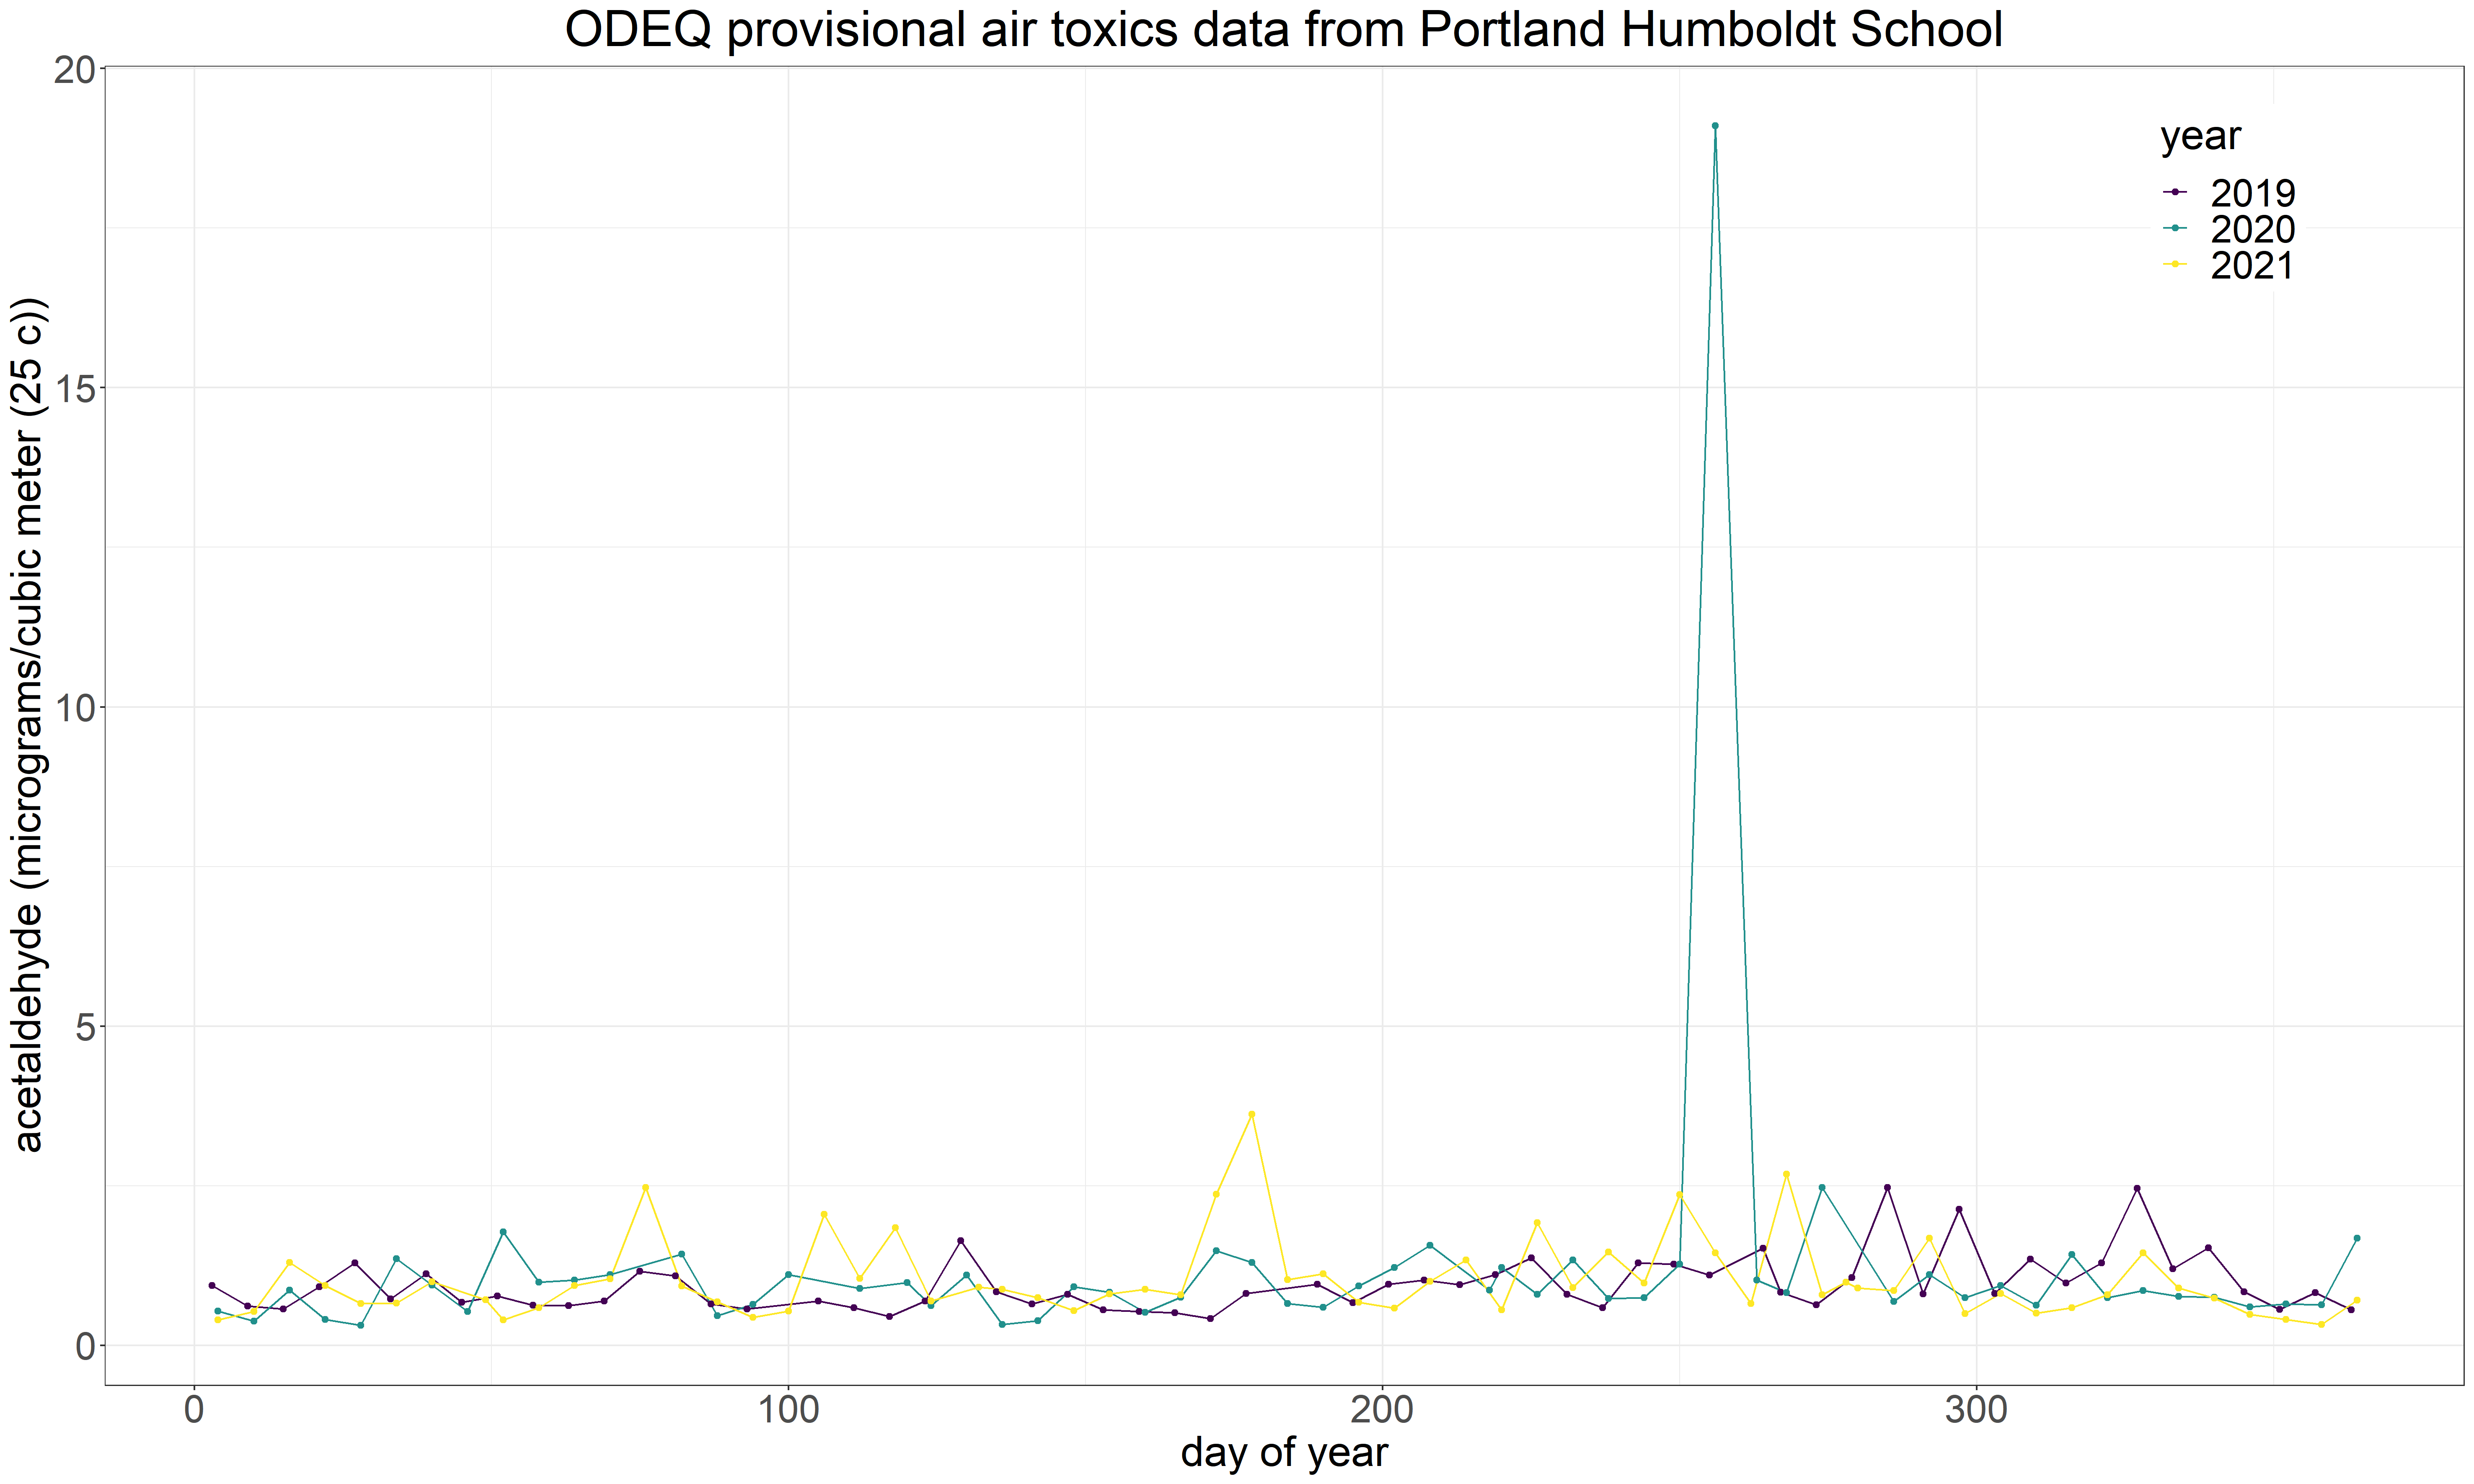 ODEQ provisional air toxics data from Portland Humboldt School
acetaldehyde (micrograms/cubic meter (25 c))
20
15
10
5
0
year
2019
2020
2021
0 100 200 300
day of year